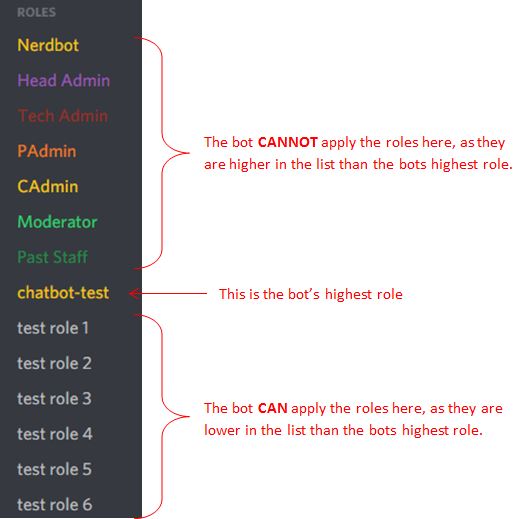 ROLES
Nerdbot
Head Admin
Tech Admin
PAdmin
CAdmin
Moderator
Past Staff
chatbot-test
test role 1
test role 2
test role 3
test role 4
test role 5
test role 6
The bot CANNOT apply the roles here, as they
are higher in the list than the bots highest role.
This is the bot’s highest role
The bot CAN apply the roles here, as they are
lower in the list than the bots highest role.